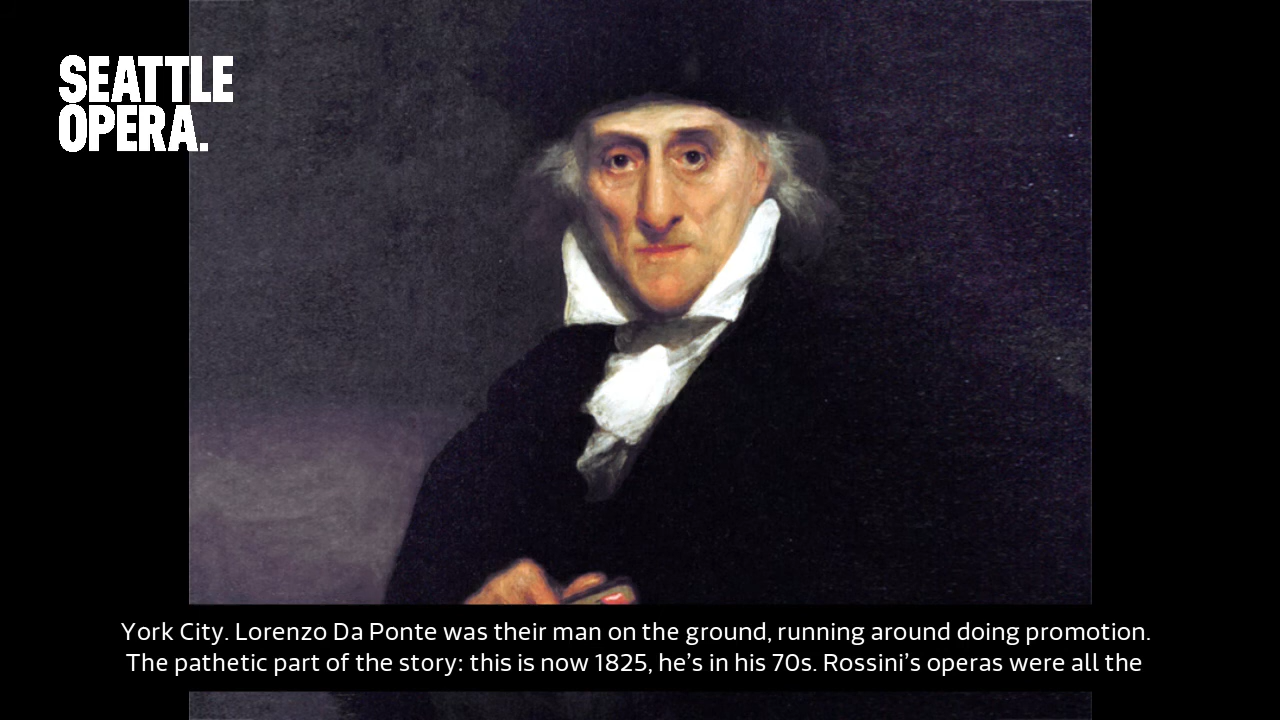 SEATTLE
OPERA.
York City. Lorenzo Da Ponte was their man on the ground, running around doing promotion.
The pathetic part of the story: this is now 1825, he’s in his 70s. Rossini’s operas were all the